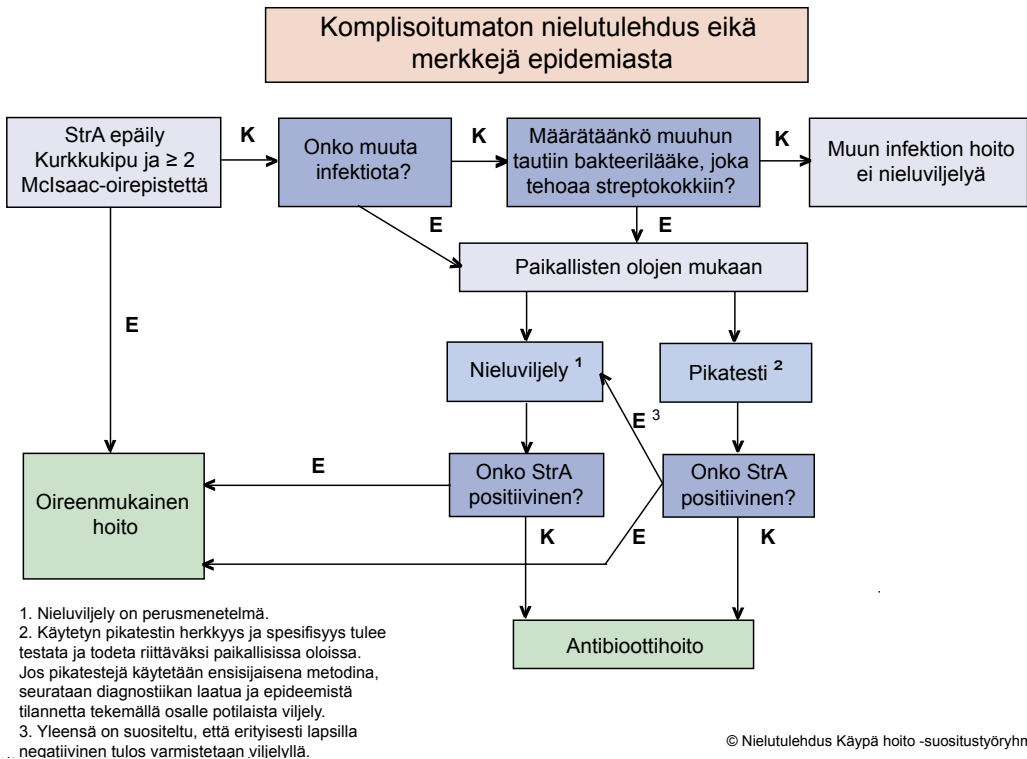 Komplisoitumaton nielutulehdus eikä
merkkejä epidemiasta
StrA epäily
Kurkkukipu ja ≥ 2
McIsaac-oirepistettä
K
Onko muuta
infektiota?
K
Määrätäänkö muuhun
tautiin bakteerilääke, joka
tehoaa streptokokkiin?
K
Muun infektion hoito
ei nieluviljelyä
E
E
Paikallisten olojen mukaan
E
Nieluviljely ¹
Pikatesti ²
E ³
Onko StrA
positiivinen?
Onko StrA
positiivinen?
E
Oireenmukainen
hoito
K
E
K
Antibioottihoito
1. Nieluviljely on perusmenetelmä.
2. Käytetyn pikatestin herkkyys ja spesifisyys tulee
testata ja todeta riittäväksi paikallisissa oloissa.
Jos pikatestejä käytetään ensisijaisena metodina,
seurataan diagnostiikan laatua ja epideemistä
tilannetta tekemällä osalle potilaista viljely.
3. Yleensä on suositeltu, että erityisesti lapsilla
negatiivinen tulos varmistetaan viljelyllä.
© Nielutulehdus Käypä hoito -suositustyöryhm